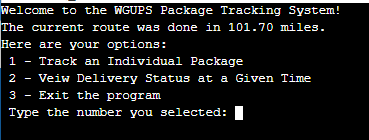 Welcome to the WGUPS Package Tracking System!
The current route was done in 101.70 miles.
Here are your options:
1 - Track an Individual Package
2 - Veiw Delivery Status at a Given Time
3 - Exit the program
Type the number you selected: